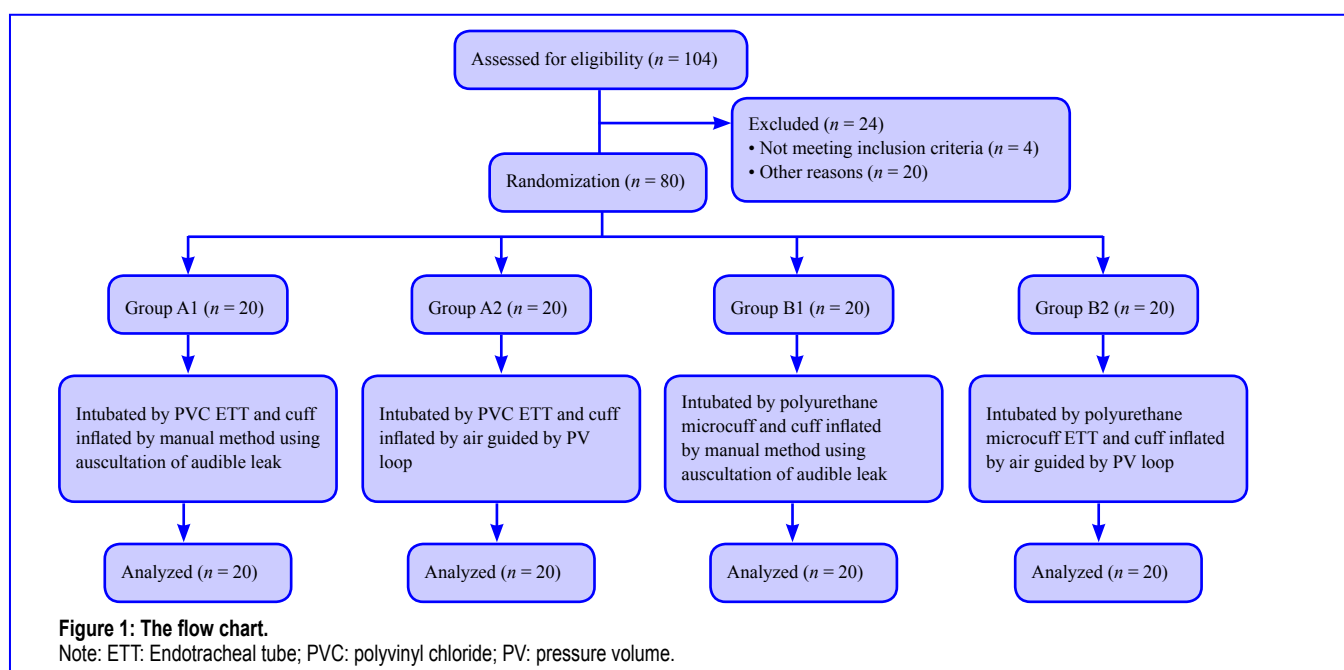 Assessed for eligibility (n = 104)
Excluded (n = 24)
• Not meeting inclusion criteria (n = 4)
• Other reasons (n = 20)
Randomization (n = 80)
Group A1 (n = 20)
Group A2 (n = 20)
Group B1 (n = 20)
Group B2 (n = 20)
Intubated by PVC ETT and cuff
inflated by manual method using
auscultation of audible leak
Intubated by PVC ETT and cuff
inflated by air guided by PV
loop
Intubated by polyurethane
microcuff and cuff inflated
by manual method using
auscultation of audible leak
Intubated by polyurethane
microcuff ETT and cuff inflated
by air guided by PV loop
Analyzed (n = 20)
Analyzed (n = 20)
Analyzed (n = 20)
Analyzed (n = 20)
Figure 1: The flow chart.
Note: ETT: Endotracheal tube; PVC: polyvinyl chloride; PV: pressure volume.